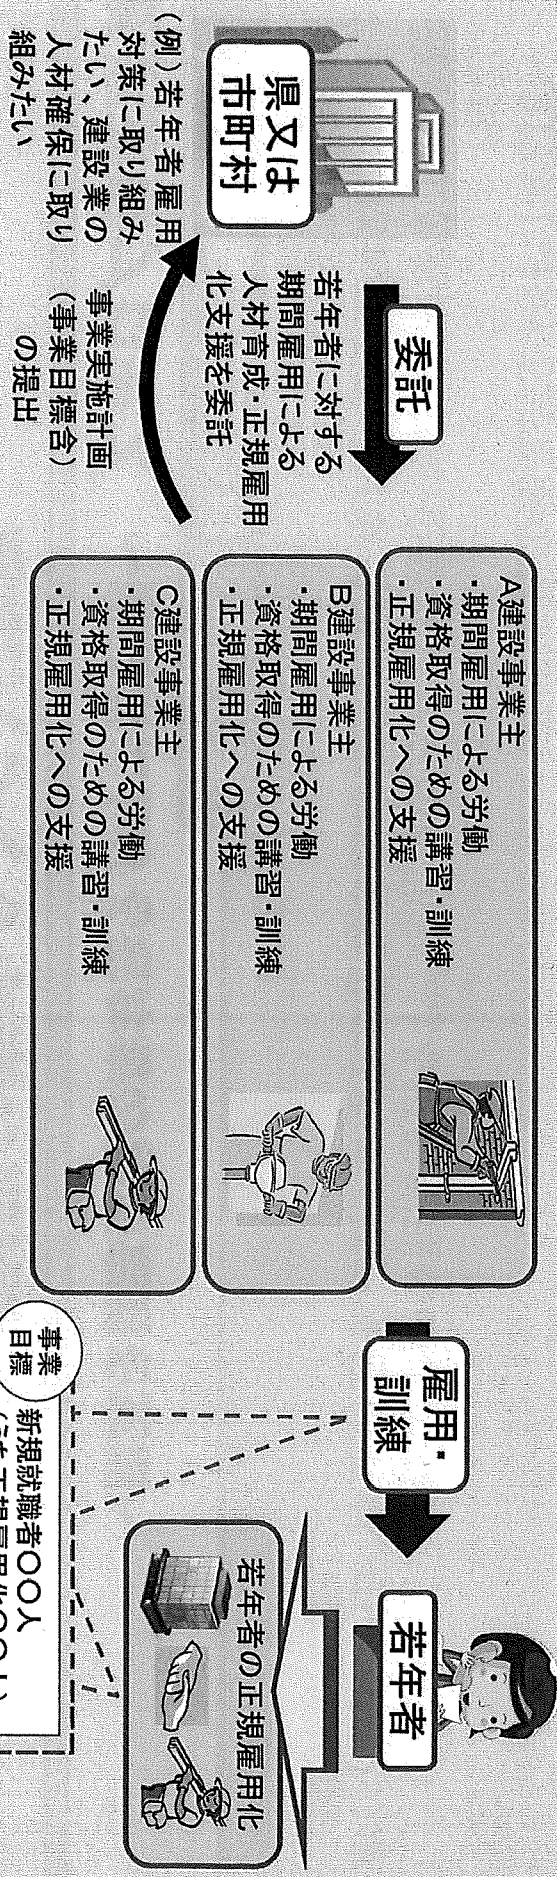 県又は
市町村
(例)若年者雇用
対策に取り組み
たい、建設業の
人材確保に取り
組みたい
委託
若年者に対する
期間雇用による
人材育成・正規雇用
化支援を委託
事業実施計画
(事業目標含)
の提出
A建設事業主
・期間雇用による労働
・資格取得のための講習・訓練
・正規雇用化への支援
B建設事業主
・期間雇用による労働
・資格取得のための講習・訓練
・正規雇用化への支援
C建設事業主
・期間雇用による労働
・資格取得のための講習・訓練
・正規雇用化への支援
雇用・
訓練
若年者
若年者の正規雇用化
事業
目標
新規就職者〇〇人